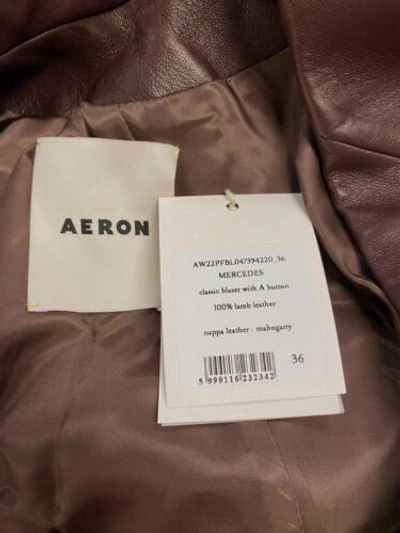 AERON
AW22PFBL047394220_36
MERCEDES
classic blazer with A button
100% lamb leather
nappa leather - mahogany
36
5 999116 232342